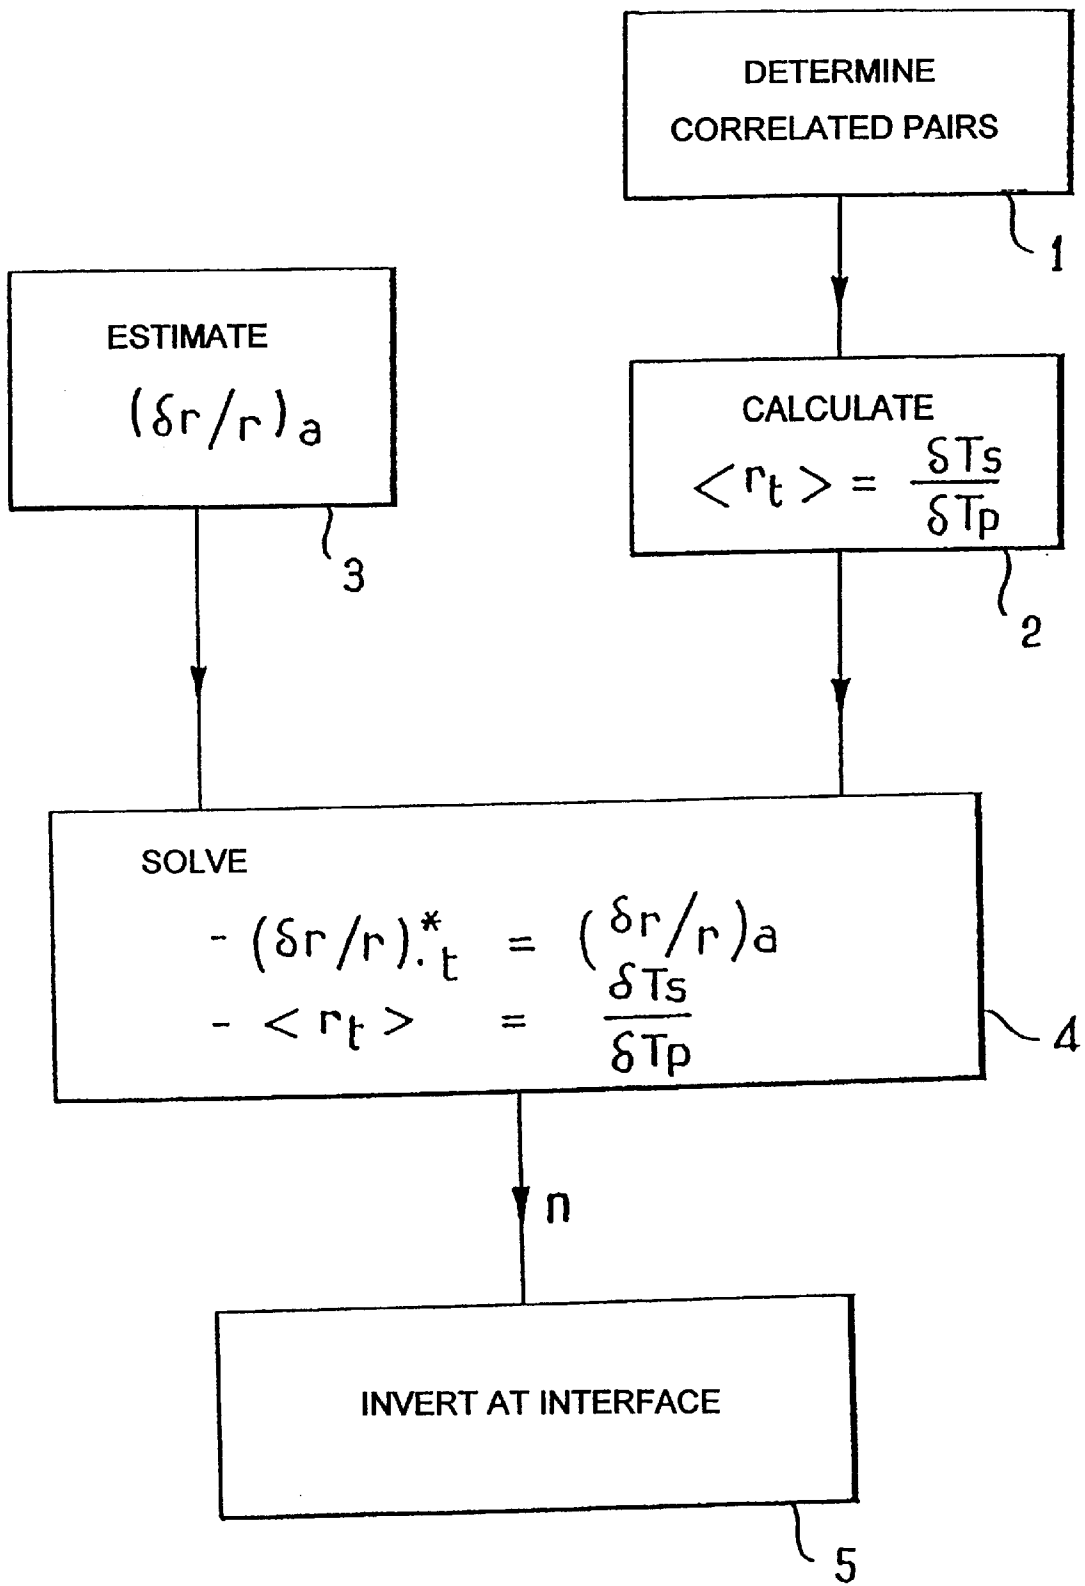 DETERMINE
CORRELATED PAIRS
1
ESTIMATE
(δr/r)a
3
CALCULATE
<rt> = δTs/δTp
2
SOLVE
- (δr/r).*t = (δr/r)a
- <rt> = δTs/δTp
4
n
INVERT AT INTERFACE
5